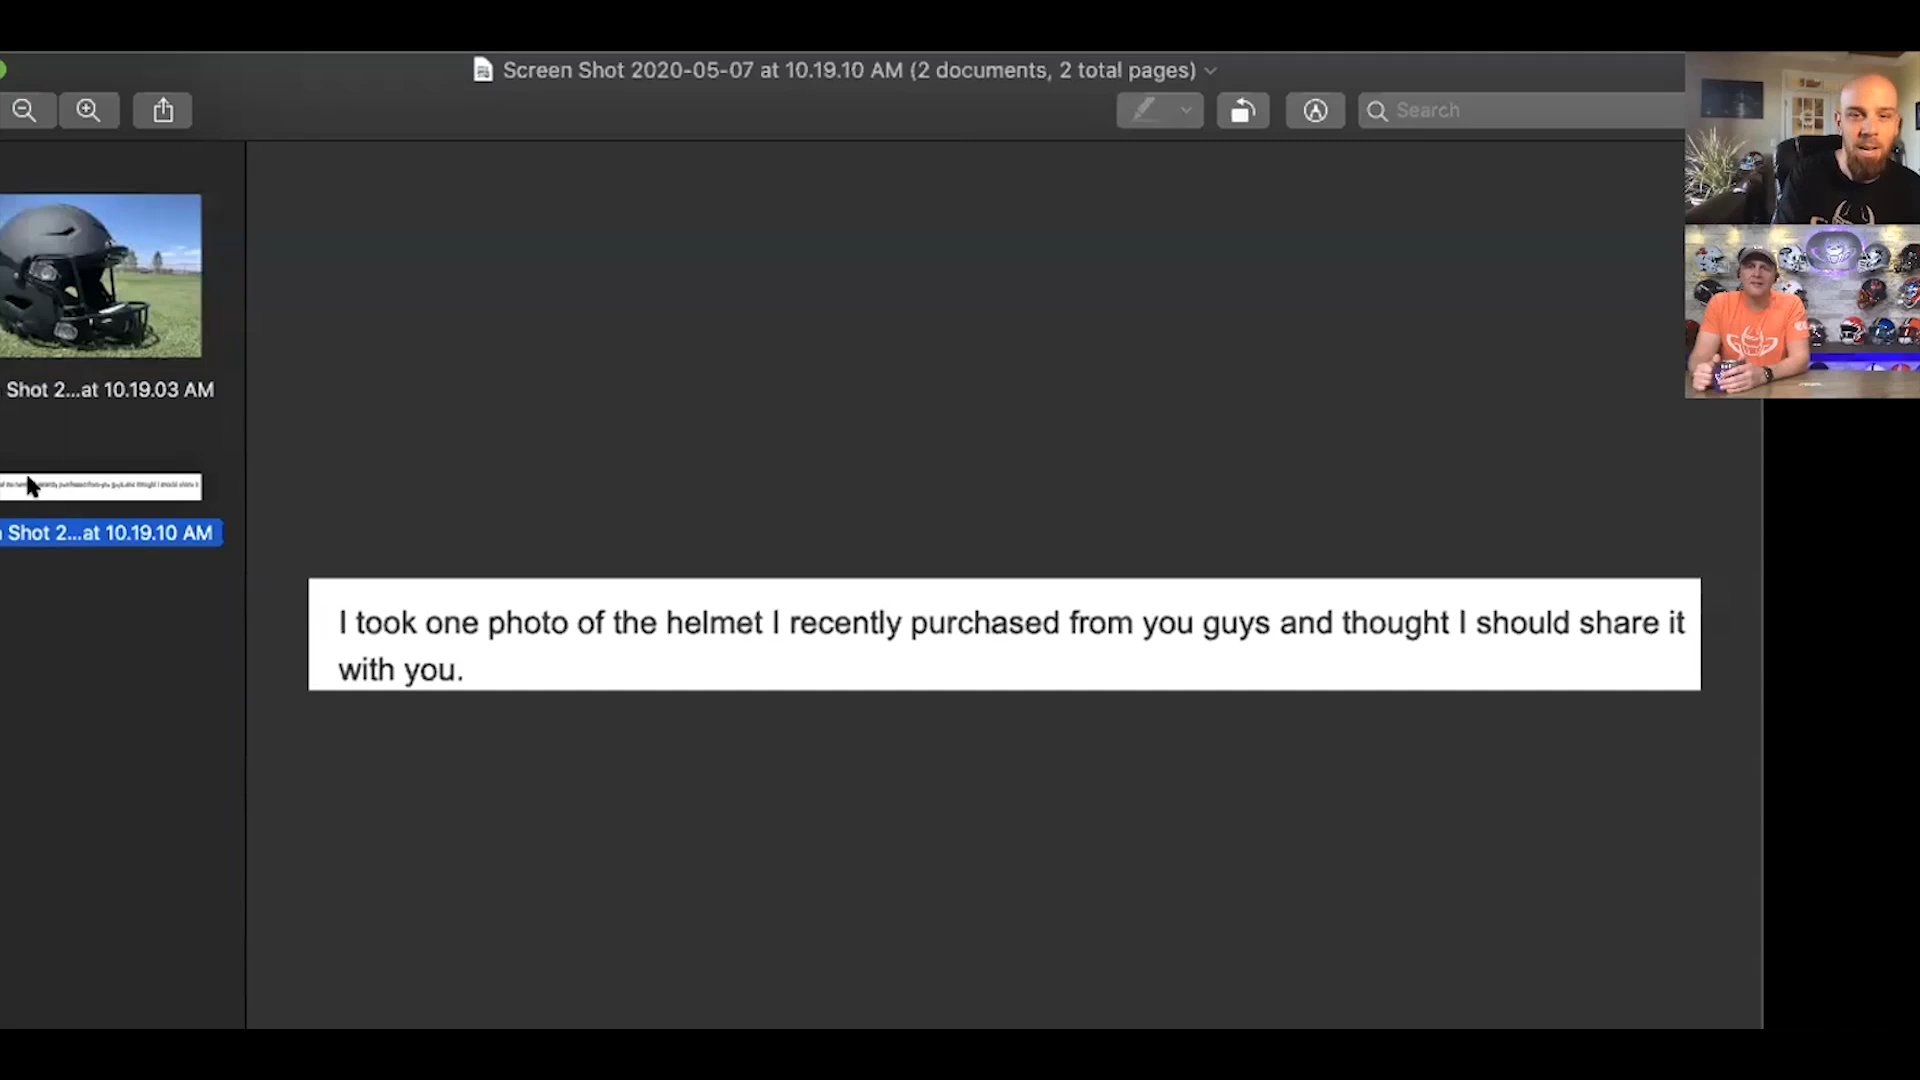 Screen Shot 2020-05-07 at 10.19.10 AM (2 documents, 2 total pages)
Search
Shot 2...at 10.19.03 AM
Shot 2...at 10.19.10 AM
I took one photo of the helmet I recently purchased from you guys and thought I should share it
with you.